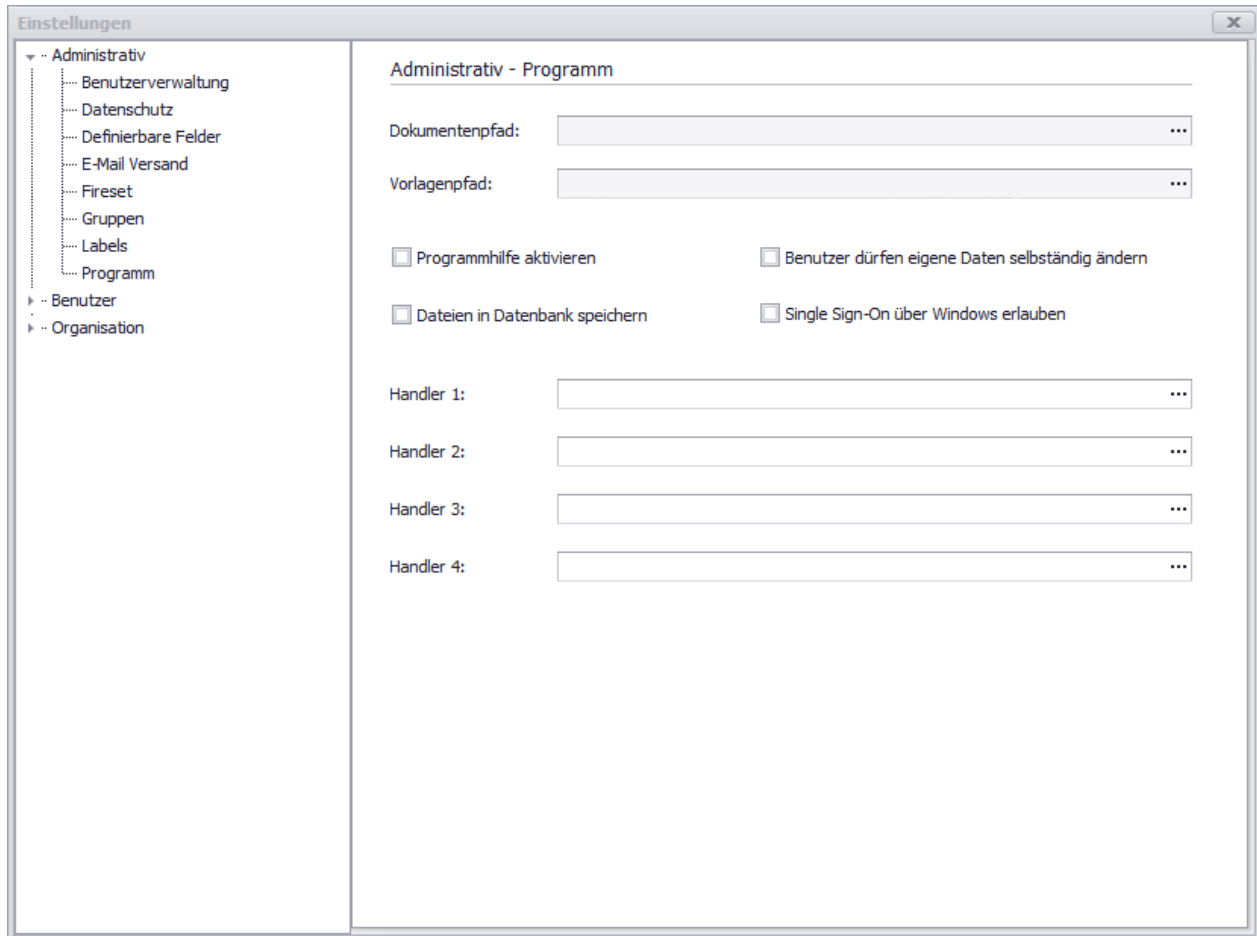 Einstellungen
Administrativ
Benutzerverwaltung
Datenschutz
Definierbare Felder
E-Mail Versand
Fireset
Gruppen
Labels
Programm
Benutzer
Organisation
Administrativ - Programm
Dokumentenpfad:
...
Vorlagenpfad:
...
Programmhilfe aktivieren
Benutzer dürfen eigene Daten selbständig ändern
Dateien in Datenbank speichern
Single Sign-On über Windows erlauben
Handler 1:
...
Handler 2:
...
Handler 3:
...
Handler 4:
...